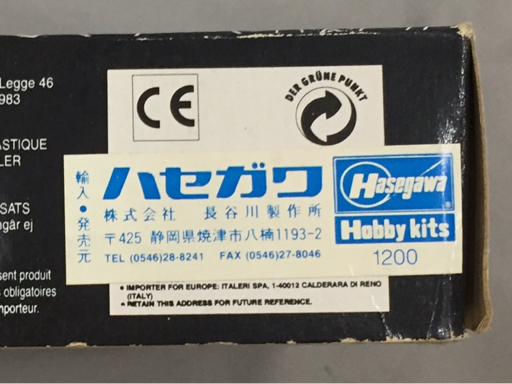 Legge 46
983
DER GRÜNE PUNKT
CE
ASTIQUE
LER
輸入・発売元
ハセガワ
株式会社 長谷川製作所
〒425 静岡県焼津市八楠1193-2
TEL (0546)28-8241 FAX (0546)27-8046
Hasegawa
Hobby kits
1200
SATS
ngår ej
sent produit
s obligatoires
mporteur.
• IMPORTER FOR EUROPE: ITALERI SPA, 1-40012 CALDERARA DI RENO
(ITALY)
• RETAIN THIS ADDRESS FOR FUTURE REFERENCE.